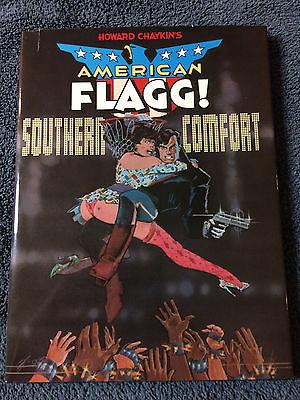 HOWARD CHAYKIN'S
AMERICAN
FLAGG!
SOUTHERN COMFORT